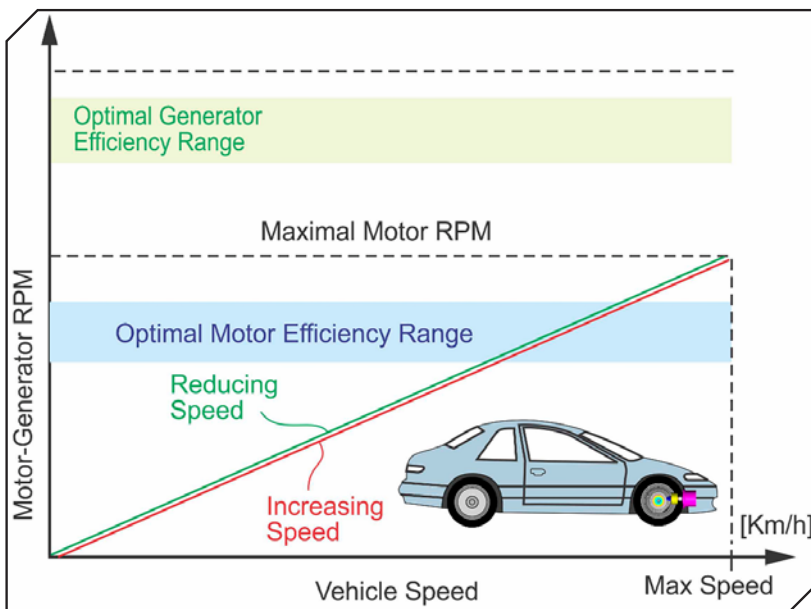 Optimal Generator
Efficiency Range
Maximal Motor RPM
Optimal Motor Efficiency Range
Reducing
Speed
Increasing
Speed
Motor-Generator RPM
[Km/h]
Vehicle Speed
Max Speed